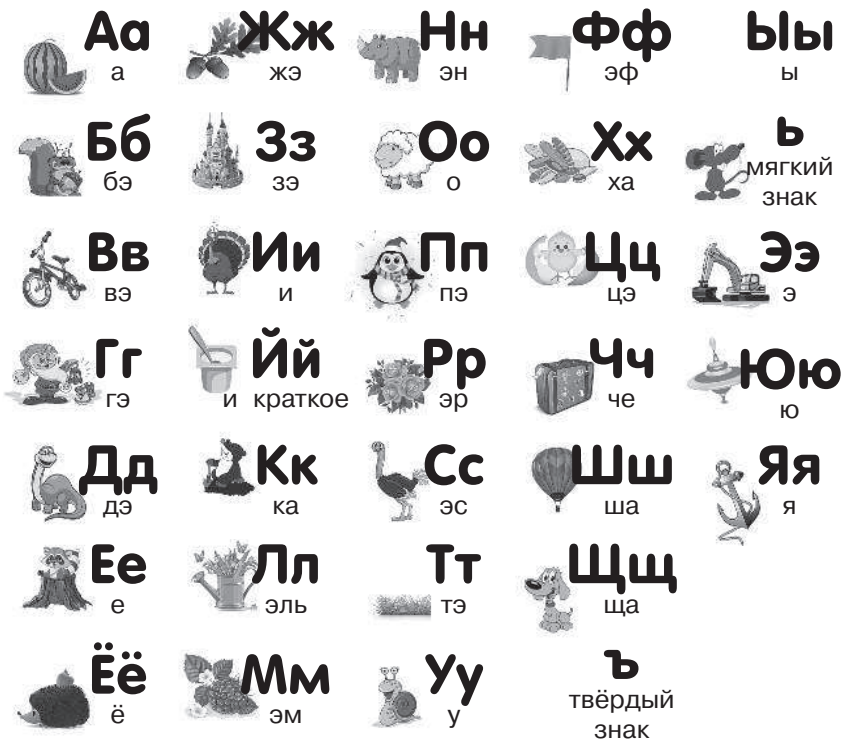 Аа
а
Бб
бэ
Вв
вэ
Гг
гэ
Дд
дэ
Ее
е
Ёё
ё
Жж
жэ
Зз
зэ
Ии
и
Йй
и краткое
Кк
ка
Лл
эль
Мм
эм
Нн
эн
Оо
о
Пп
пэ
Рр
эр
Сс
эс
Тт
тэ
Уу
у
Фф
эф
Хх
ха
Цц
цэ
Чч
че
Шш
ша
Щщ
ща
ъ
твёрдый
знак
Ыы
ы
ь
мягкий
знак
Ээ
э
Юю
ю
Яя
я